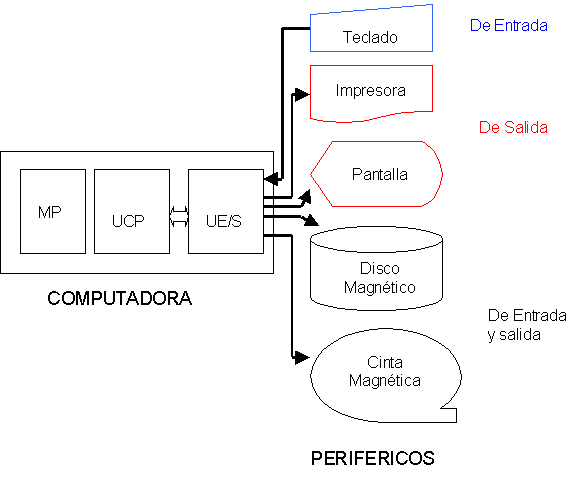 Teclado
De Entrada
Impresora
De Salida
Pantalla
MP
UCP
UE/S
Disco
Magnético
COMPUTADORA
De Entrada
y salida
Cinta
Magnética
PERIFERICOS